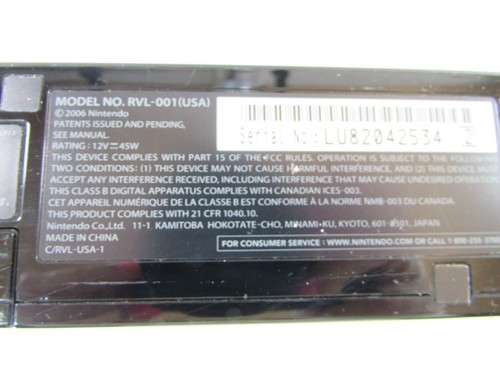 MODEL NO. RVL-001(USA)
©2006 Nintendo
PATENTS ISSUED AND PENDING,
SEE MANUAL.
RATING : 12V⎓45W
Serial No: LU82042534 2
THIS DEVICE COMPLIES WITH PART 15 OF THE FCC RULES. OPERATION IS SUBJECT TO THE FOLLOWING
TWO CONDITIONS: (1) THIS DEVICE MAY NOT CAUSE HARMFUL INTERFERENCE, AND (2) THIS DEVICE MUST
ACCEPT ANY INTERFERENCE RECEIVED, INCLUDING INTERFERENCE THAT MAY CAUSE UNDESIRED OPERATION.
THIS CLASS B DIGITAL APPARATUS COMPLIES WITH CANADIAN ICES-003.
CET APPAREIL NUMÉRIQUE DE LA CLASSE B EST CONFORME À LA NORME NMB-003 DU CANADA.
THIS PRODUCT COMPLIES WITH 21 CFR 1040.10.
Nintendo Co., Ltd. 11-1 KAMITOBA HOKOTATE-CHO, MINAMI-KU, KYOTO, 601-8501, JAPAN
MADE IN CHINA
C/RVL-USA-1
FOR CONSUMER SERVICE : WWW.NINTENDO.COM OR CALL 1-800-255-